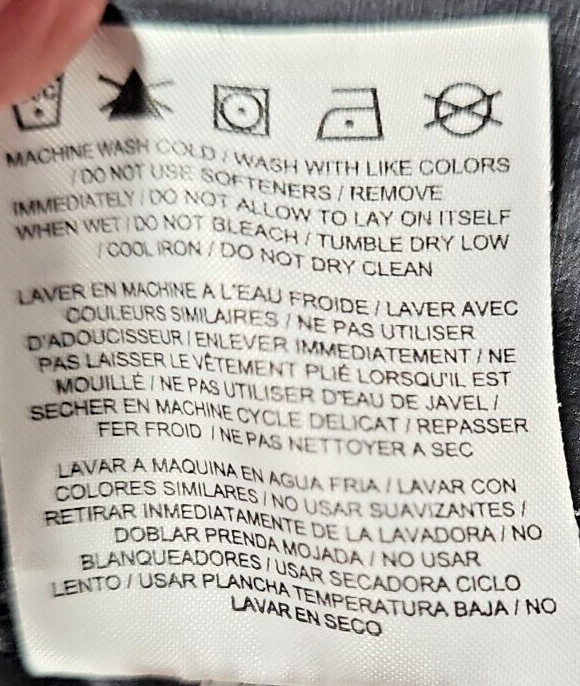 MACHINE WASH COLD / WASH WITH LIKE COLORS
/ DO NOT USE SOFTENERS / REMOVE
IMMEDIATELY / DO NOT ALLOW TO LAY ON ITSELF
WHEN WET / DO NOT BLEACH / TUMBLE DRY LOW
/ COOL IRON / DO NOT DRY CLEAN
LAVER EN MACHINE A L'EAU FROIDE / LAVER AVEC
COULEURS SIMILAIRES / NE PAS UTILISER
D'ADOUCISSEUR / ENLEVER IMMEDIATEMENT / NE
PAS LAISSER LE VÊTEMENT PLIÉ LORSQU'IL EST
MOUILLÉ / NE PAS UTILISER D'EAU DE JAVEL /
SECHER EN MACHINE CYCLE DELICAT / REPASSER
FER FROID / NE PAS NETTOYER A SEC
LAVAR A MAQUINA EN AGUA FRIA / LAVAR CON
COLORES SIMILARES / NO USAR SUAVIZANTES /
RETIRAR INMEDIATAMENTE DE LA LAVADORA / NO
DOBLAR PRENDA MOJADA / NO USAR
BLANQUEADORES / USAR SECADORA CICLO
LENTO / USAR PLANCHA TEMPERATURA BAJA / NO
LAVAR EN SECO